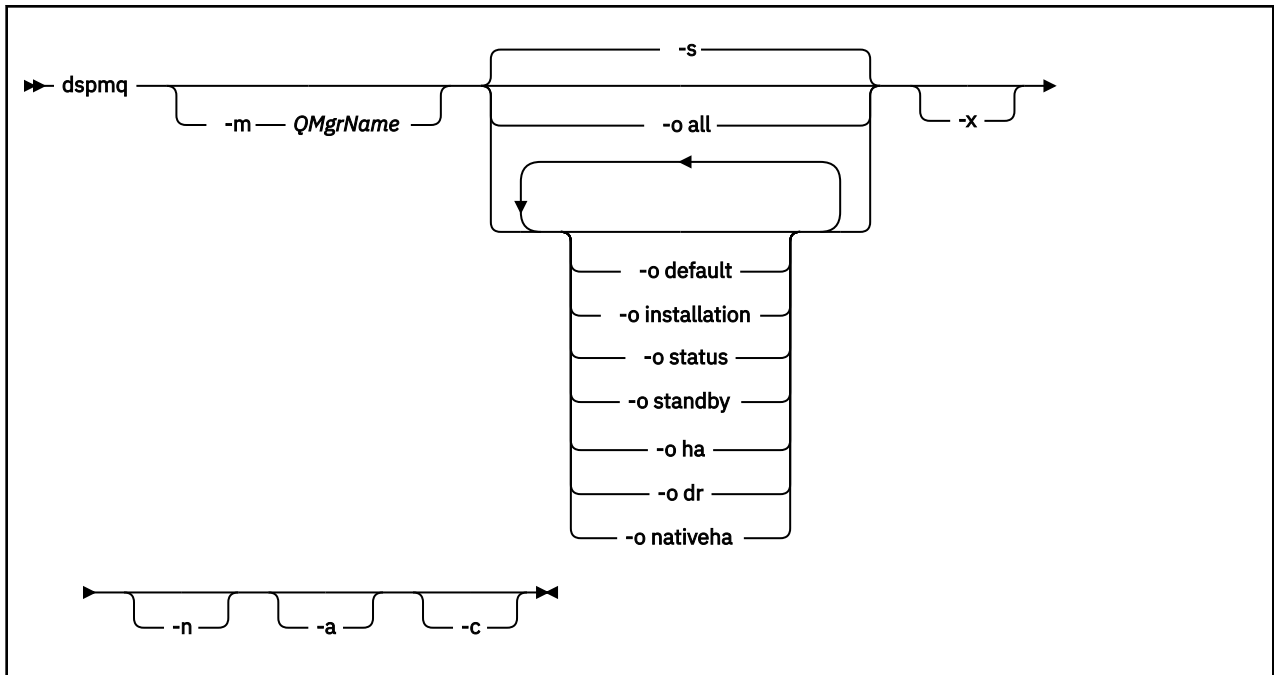 -s
dspmq
-m QMgrName
-o all
-x
-o default
-o installation
-o status
-o standby
-o ha
-o dr
-o nativeha
-n -a -c